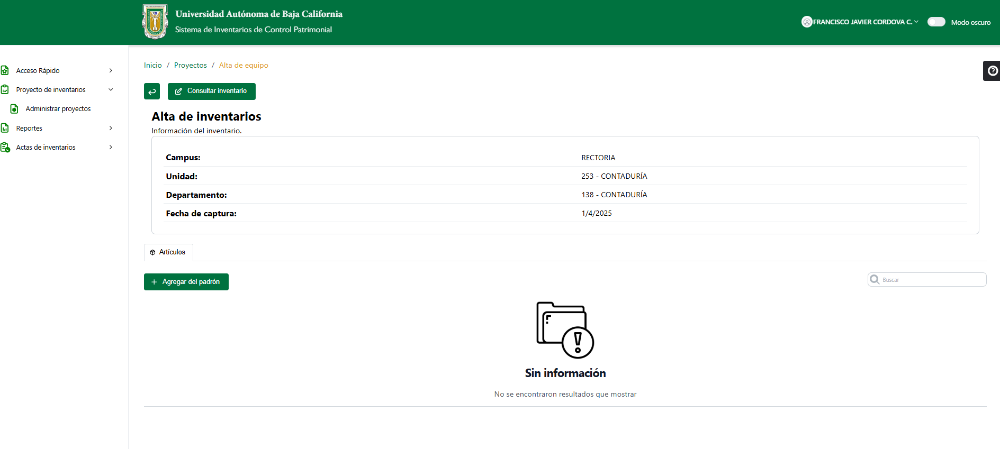 Universidad Autónoma de Baja California
Sistema de Inventarios de Control Patrimonial
FRANCISCO JAVIER CORDOVA C.
Modo oscuro
Acceso Rápido
Proyecto de inventarios
Administrar proyectos
Reportes
Actas de inventarios
Inicio / Proyectos / Alta de equipo
Consultar inventario
Alta de inventarios
Información del inventario.
Campus: RECTORIA
Unidad: 253 - CONTADURÍA
Departamento: 138 - CONTADURÍA
Fecha de captura: 1/4/2025
Artículos
+ Agregar del padrón
Buscar
Sin información
No se encontraron resultados que mostrar